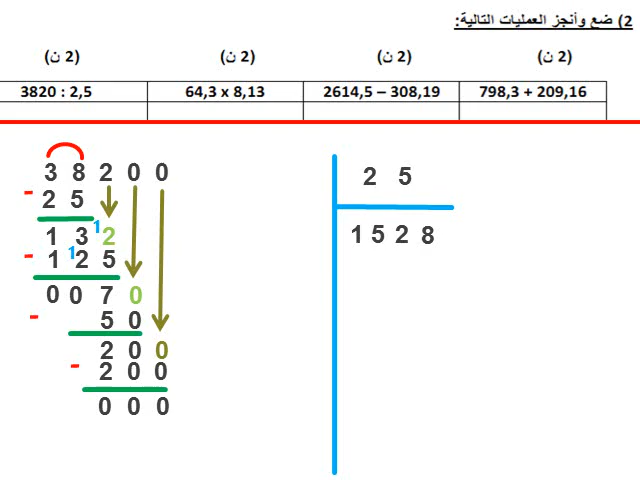 2) ضع وأنجز العمليات التالية:
(2 ن) (2 ن) (2 ن) (2 ن)
3820 : 2,5 64,3 x 8,13 2614,5 – 308,19 798,3 + 209,16
3 8 2 0 0 2 5
- 2 5
1 3 1 2 1 5 2 8
- 1 1 2 5
0 0 7 0
- 5 0
2 0 0
- 2 0 0
0 0 0